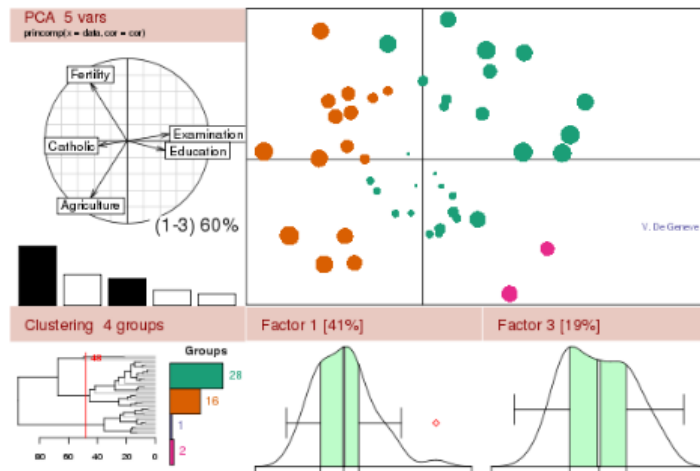 PCA 5 vars
princomp(x = data, cor = cor)
Fertility
Examination
Catholic
Education
Agriculture
(1-3) 60%
V. De Geneve
Clustering 4 groups
Factor 1 [41%]
Factor 3 [19%]
Groups
48
28
16
1
2
80 60 40 20 0